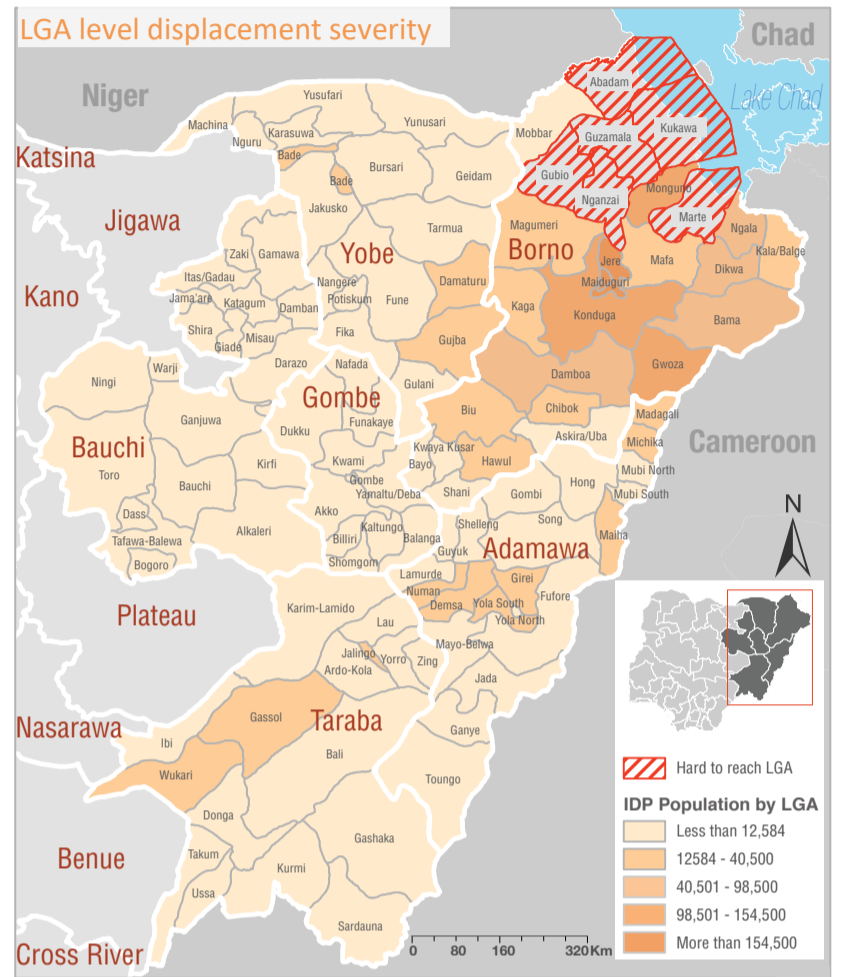 LGA level displacement severity
Chad
Niger
Lake Chad
Yusufari
Abadam
Machina
Yunusari
Kukawa
Nguru
Karasuwa
Mobbar
Guzamala
Katsina
Bade
Bursari
Geidam
Gubio
Bade
Monguno
Nganzai
Jakusko
Marte
Jigawa
Magumeri
Tarmua
Ngala
Yobe
Borno
Zaki
Gamawa
Kala/Balge
Jere
Mafa
Dikwa
Itas/Gadau
Nangere
Damaturu
Maiduguri
Kano
Jama'are
Katagum
Potiskum
Fune
Damban
Kaga
Konduga
Bama
Shira
Misau
Fika
Gujba
Giade
Darazo
Nafada
Gwoza
Warji
Damboa
Ningi
Gulani
Gombe
Biu
Chibok
Madagali
Ganjuwa
Funakaye
Dukku
Askira/Uba
Michika
Cameroon
Bauchi
Kwaya Kusar
Kwami
Bayo
Hawul
Kirfi
Mubi North
Toro
Gombe
Bauchi
Yamaltu/Deba
Shani
Gombi
Hong
Mubi South
N
Dass
Akko
Song
Kaltungo
Shelleng
Alkaleri
Maiha
Tafawa-Balewa
Billiri
Balanga
Adamawa
Guyuk
Bogoro
Shomgom
Lamurde
Girei
Numan
Fufore
Karim-Lamido
Demsa
Yola South
Plateau
Lau
Yola North
Mayo-Belwa
Jalingo
Yorro
Zing
Ardo-Kola
Jada
Gassol
Taraba
Nasarawa
Ganye
Ibi
Bali
Hard to reach LGA
Wukari
Toungo
IDP Population by LGA
Donga
Less than 12,584
Gashaka
Takum
12584 - 40,500
Benue
Kurmi
40,501 - 98,500
Ussa
98,501 - 154,500
Sardauna
More than 154,500
Cross River
0 80 160 320Km